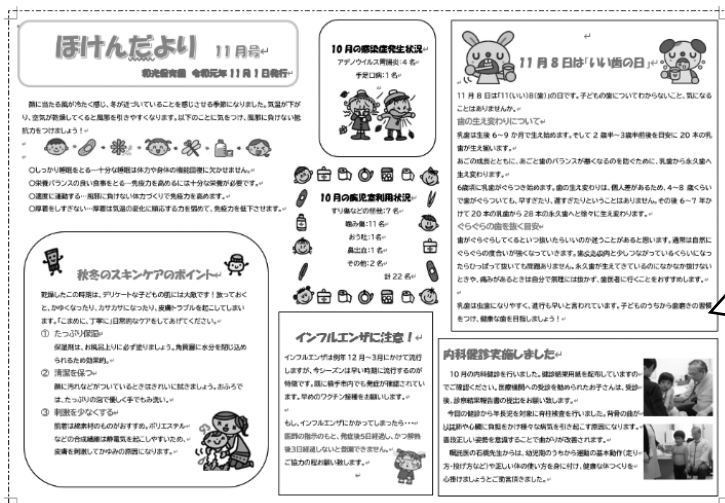 ほけんだより 11月号
和光保育園 令和元年11月1日発行
頬に当たる風が冷たく感じ、冬が近づいていることを感じさせる季節になりました。気温が下が
り、空気が乾燥してくると風邪を引きやすくなります。以下のことに気をつけ、風邪に負けない抵
抗力をつけましょう！
○しっかり睡眠をとる…十分な睡眠は体力や身体の機能回復に欠かせません。
○栄養バランスの良い食事をとる…免疫力を高めるには十分な栄養が必要です。
○適度に運動する…風邪に負けない体力づくりで免疫力を高めます。
○厚着をしすぎない…厚着は気温の変化に順応する力を弱めて、免疫力を低下させます。
秋冬のスキンケアのポイント
乾燥したこの時期は、デリケートな子どもの肌には大敵です！放っておく
と、かゆくなったり、カサカサになったり、皮膚トラブルを起こしてしまい
ます。「こまめに、丁寧に」日常的なケアをしてあげてください。
① たっぷり保湿
保湿剤は、お風呂上りに必ず塗りましょう。角質層に水分を閉じ込め
られるため効果的。
② 清潔を保つ
顔に汚れなどがついているときはきれいに拭きましょう。おふろで
は、たっぷりの泡で優しく手でもみ洗い。
③ 刺激を少なくする
肌着は綿素材のものがおすすめ。ポリエステル
などの合成繊維は静電気を起こしやすいため、
皮膚を刺激してかゆみの原因になります。
10月の感染症発生状況
アデノウイルス胃腸炎：4名
手足口病：1名
10月の病児室利用状況
すり傷などの怪我：7名
噛み傷：11名
おう吐：1名
鼻出血：1名
その他：2名
計22名
インフルエンザに注意！
インフルエンザは例年12月～3月にかけて流行
しますが、今シーズンは早い時期に流行するのが
特徴です。既に横手市内でも発症が確認されてい
ます。早めのワクチン接種をお願いします。
もし、インフルエンザにかかってしまったら…
医師の指示のもと、発症後5日経過し、かつ解熱
後3日経過しないと登園できません。
ご協力の程お願い致します。
11月8日は「いい歯の日」
11月8日は「11(いい)8(歯)」の日です。子どもの歯についてわからないこと、気になる
ことはありませんか。
歯の生え変わりについて
乳歯は生後6～9か月で生え始めます。そして2歳半～3歳半前後を目安に20本の乳
歯が生え揃います。
あごの成長とともに、あごと歯のバランスが悪くなるのを防ぐために、乳歯から永久歯へ
生え変わります。
6歳頃に乳歯がぐらつき始めます。歯の生え変わりは、個人差があるため、4～8歳くらい
で歯がぐらついても、早すぎたり、遅すぎたりということはありません。その後6～7年か
けて20本の乳歯から28本の永久歯へと徐々に生え変わります。
ぐらぐらの歯を抜く目安
歯がぐらぐらしてくるといつ抜いたらいいのか迷うことがあると思います。通常は自然に
ぐらぐらの度合いが強くなっていきます。歯と歯肉と少しつながっているくらいになっ
たらひっぱって抜いても問題ありません。永久歯が生えてきているのになかなか抜けない
ときや、痛みがあるときは自分で無理には抜かず、歯医者に行くことをおすすめします。
乳歯は虫歯になりやすく、進行も早いと言われています。子どものうちから歯磨きの習慣
をつけ、健康な歯を目指しましょう！
内科健診実施しました
10月の内科健診を行いました。健診結果用紙を配布していますの
でご確認ください。医療機関への受診を勧められたお子さんは、受診
後、診察結果報告書の提出をお願い致します。
今回の健診から年長児を対象に脊柱検査を行いました。背骨の曲が
りは肺や心臓に負担をかけ様々な病気を引き起こす原因になります。
普段正しい姿勢を意識することで曲がりが改善されます。
嘱託医の石橋先生からは、幼児期のうちから運動の基本動作(走り
方・投げ方など)や正しい体の使い方を身に付け、健康な体つくりを
心掛けましょうとご助言頂きました。